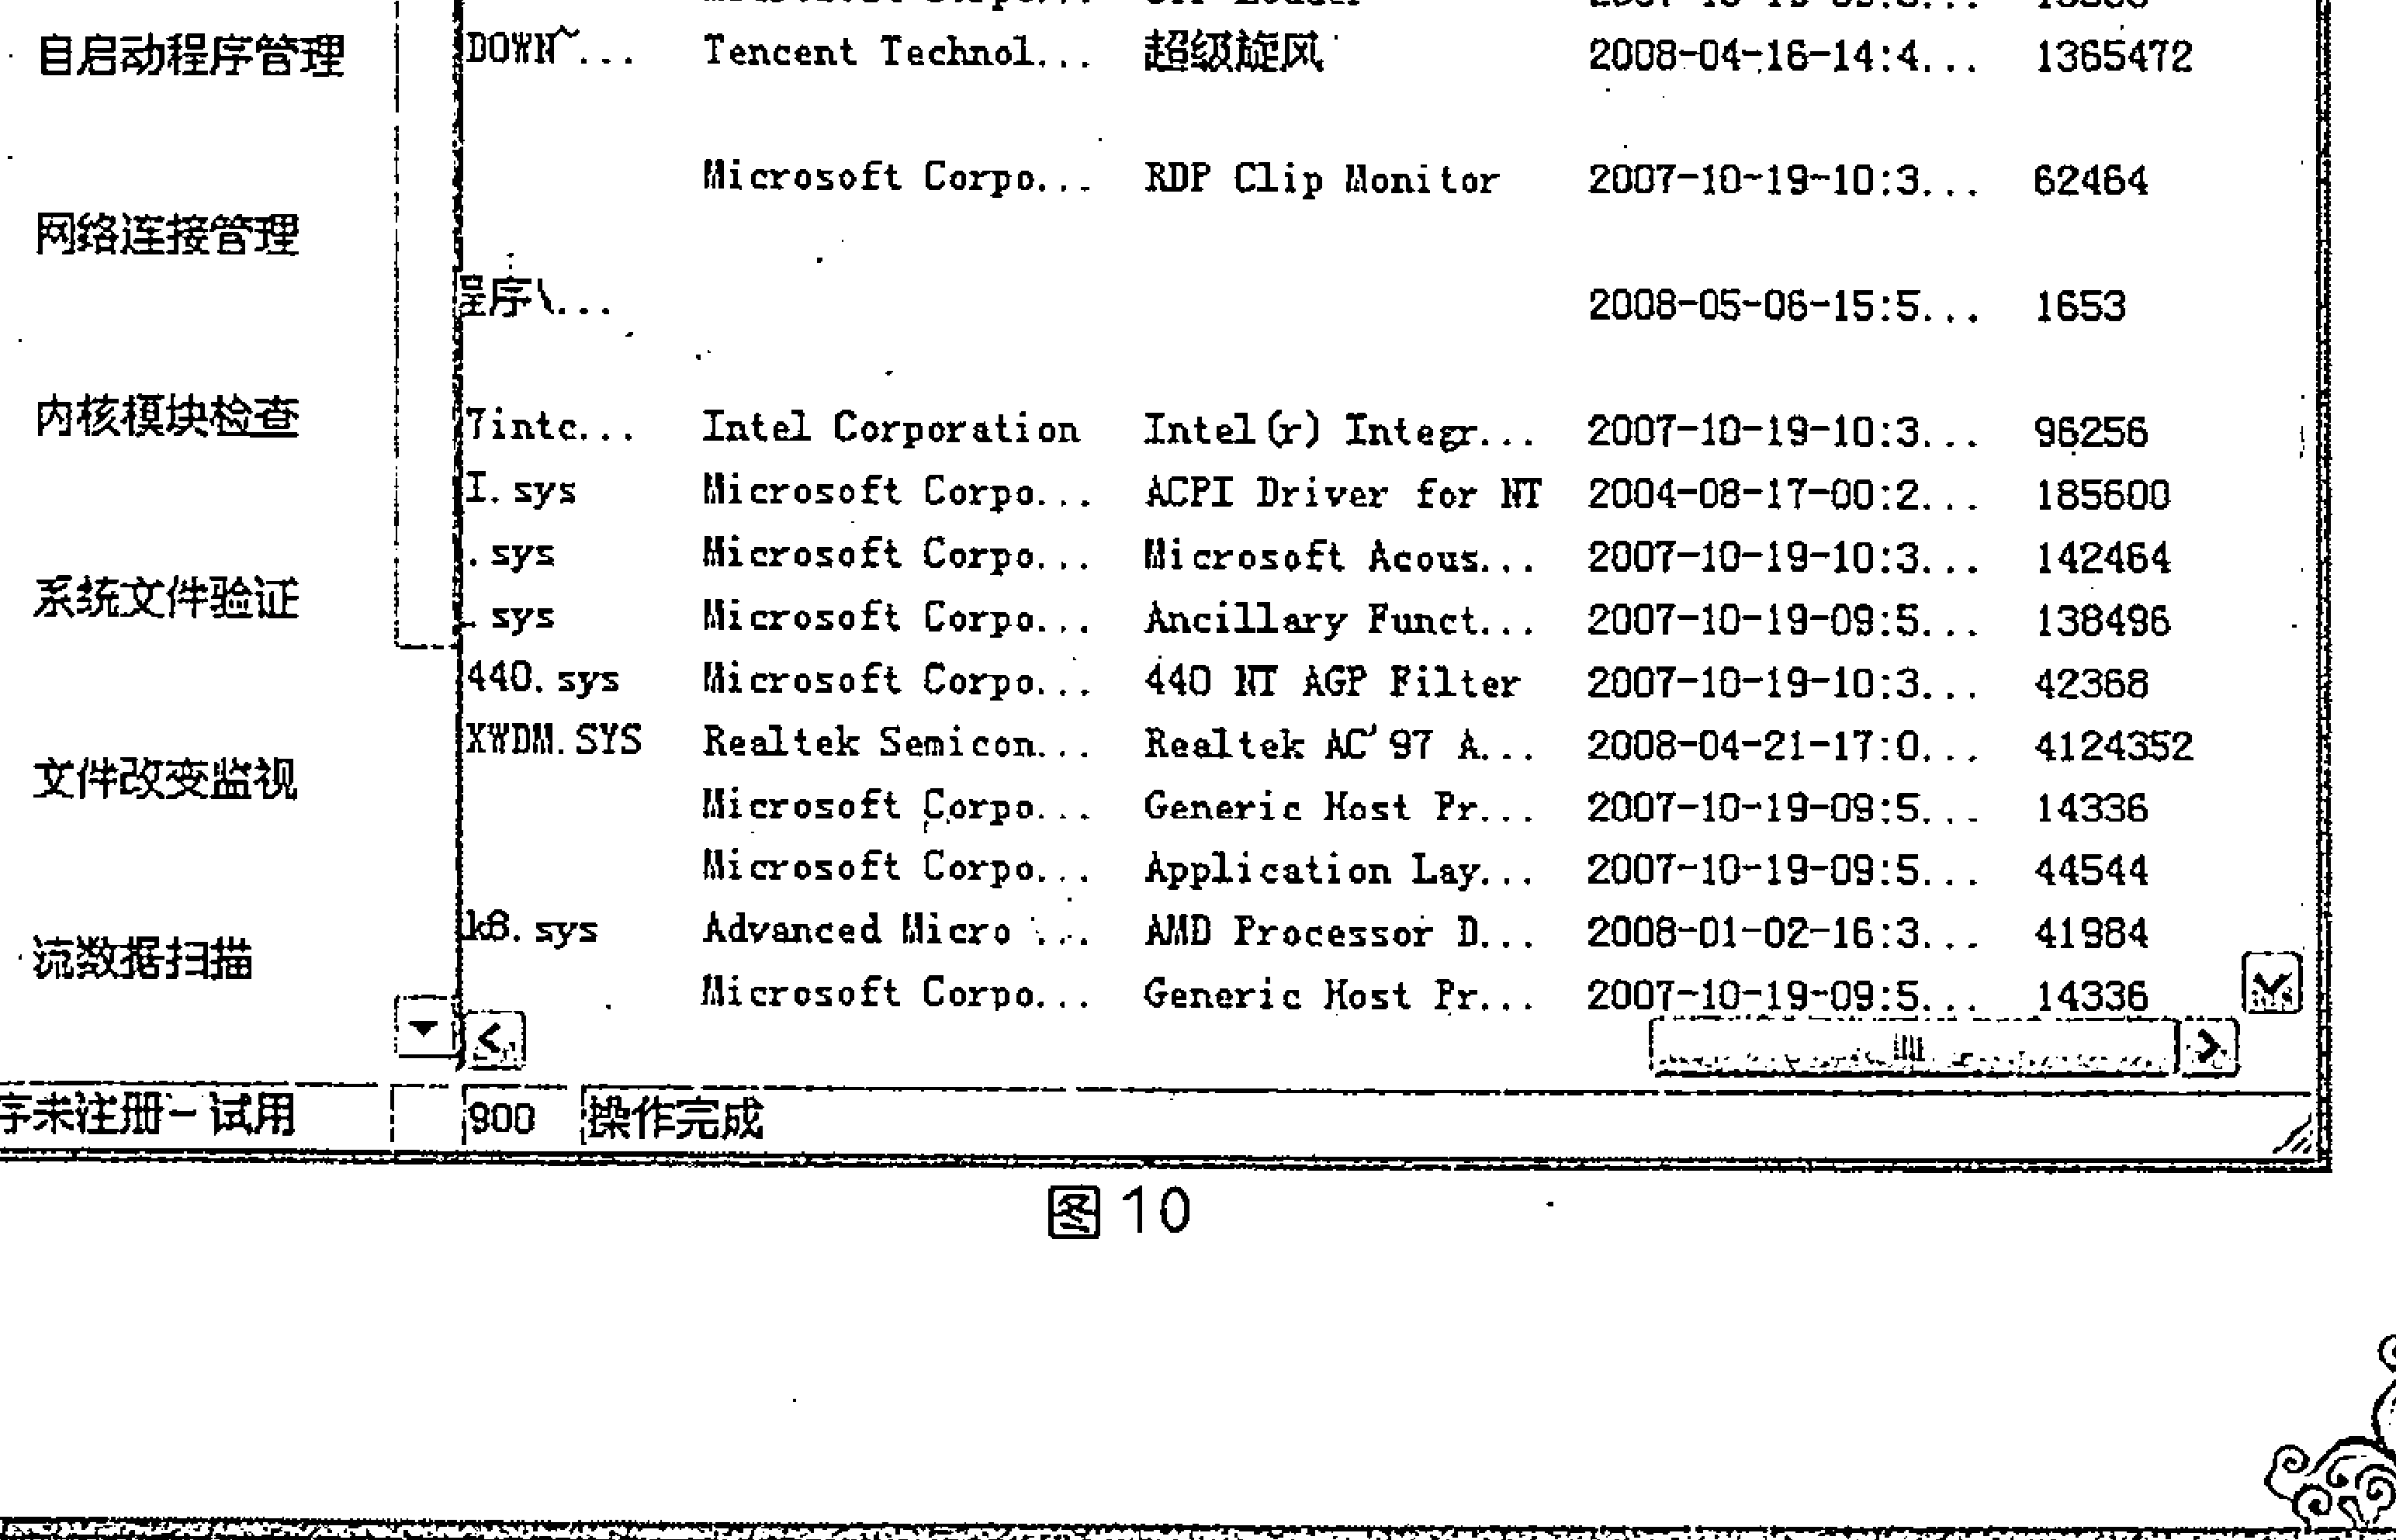 自启动程序管理
网络连接管理
内核模块检查
系统文件验证
文件改变监视
流数据扫描
DOWN~... Tencent Technol... 超级旋风 2008-04-16-14:4... 1365472
Microsoft Corpo... RDP Clip Monitor 2007-10-19-10:3... 62464
程序\... 2008-05-06-15:5... 1653
7intc... Intel Corporation Intel(r) Integr... 2007-10-19-10:3... 96256
I.sys Microsoft Corpo... ACPI Driver for NT 2004-08-17-00:2... 185600
.sys Microsoft Corpo... Microsoft Acous... 2007-10-19-10:3... 142464
.sys Microsoft Corpo... Ancillary Funct... 2007-10-19-09:5... 138496
440.sys Microsoft Corpo... 440 NT AGP Filter 2007-10-19-10:3... 42368
XWDM.SYS Realtek Semicon... Realtek AC'97 A... 2008-04-21-17:0... 4124352
Microsoft Corpo... Generic Host Pr... 2007-10-19-09:5... 14336
Microsoft Corpo... Application Lay... 2007-10-19-09:5... 44544
k8.sys Advanced Micro ... AMD Processor D... 2008-01-02-16:3... 41984
Microsoft Corpo... Generic Host Pr... 2007-10-19-09:5... 14336
序未注册-试用 900 操作完成
图10